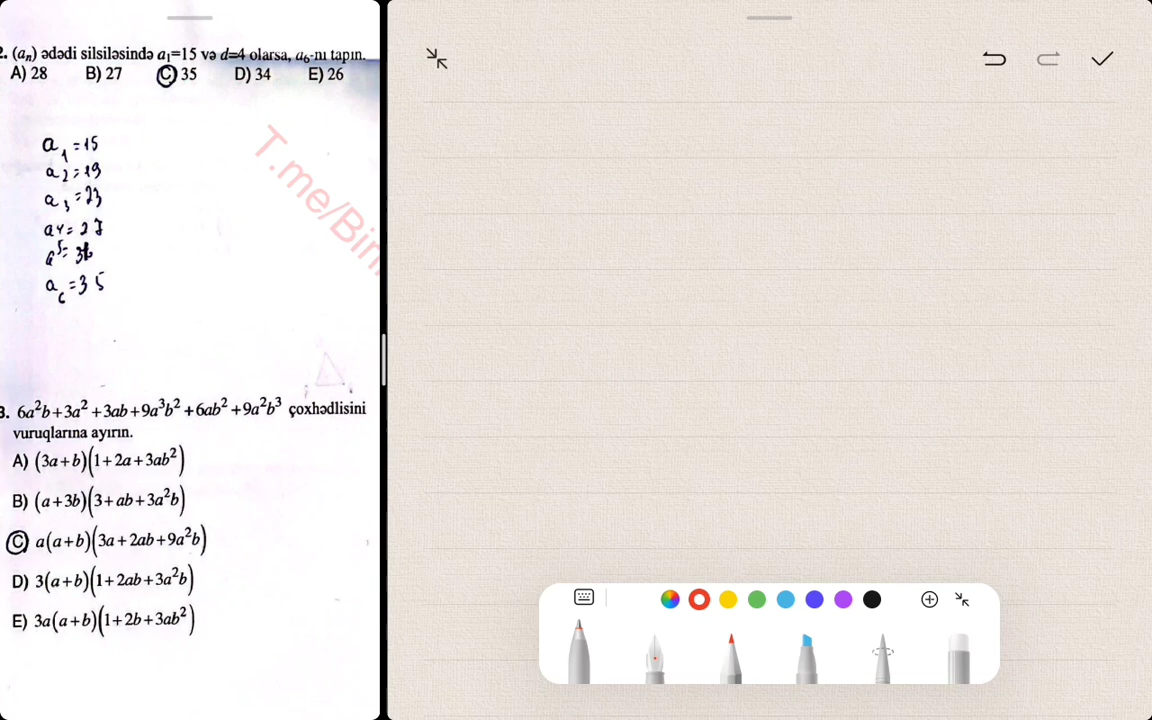 2. (aₙ) ədədi silsiləsində a₁=15 və d=4 olarsa, a₆-nı tapın.
A) 28 B) 27 C) 35 D) 34 E) 26
a₁ = 15
a₂ = 19
a₃ = 23
a₄ = 27
a₆ = 35
T.me/Bir
3. 6a²b+3a²+3ab+9a³b²+6ab²+9a²b³ çoxhədlisini
vuruqlarına ayırın.
A) (3a+b)(1+2a+3ab²)
B) (a+3b)(3+ab+3a²b)
C) a(a+b)(3a+2ab+9a²b)
D) 3(a+b)(1+2ab+3a²b)
E) 3a(a+b)(1+2b+3ab²)